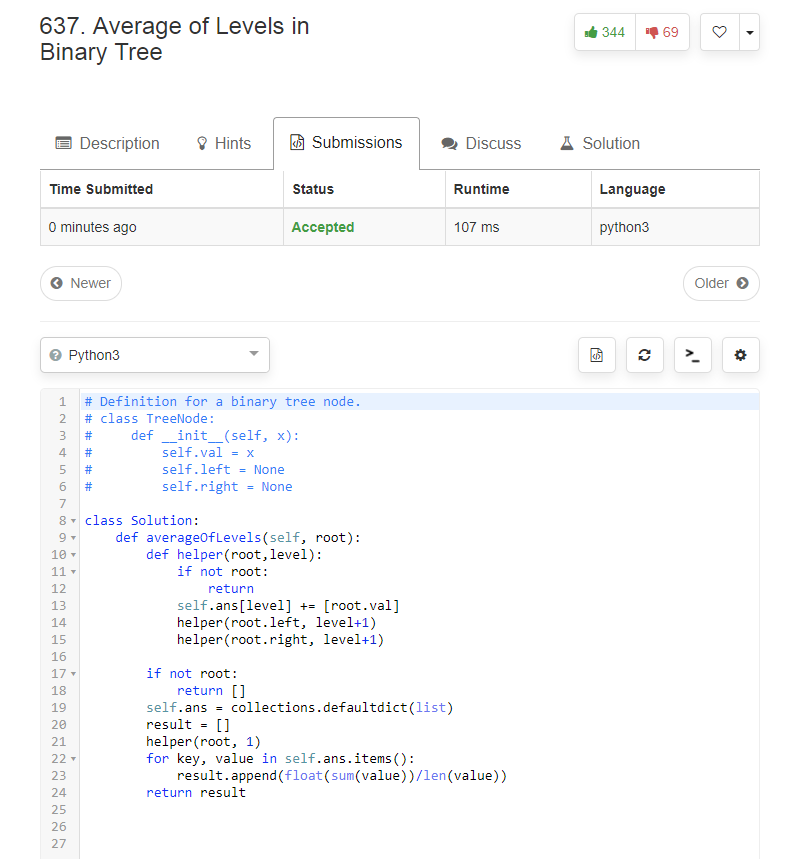 637. Average of Levels in
Binary Tree
344
69
Description
Hints
Submissions
Discuss
Solution
Time Submitted Status Runtime Language
0 minutes ago Accepted 107 ms python3
Newer
Older
Python3
1 # Definition for a binary tree node.
2 # class TreeNode:
3 #     def __init__(self, x):
4 #         self.val = x
5 #         self.left = None
6 #         self.right = None
7
8 class Solution:
9     def averageOfLevels(self, root):
10         def helper(root,level):
11             if not root:
12                 return
13             self.ans[level] += [root.val]
14             helper(root.left, level+1)
15             helper(root.right, level+1)
16
17         if not root:
18             return []
19         self.ans = collections.defaultdict(list)
20         result = []
21         helper(root, 1)
22         for key, value in self.ans.items():
23             result.append(float(sum(value))/len(value))
24         return result
25
26
27